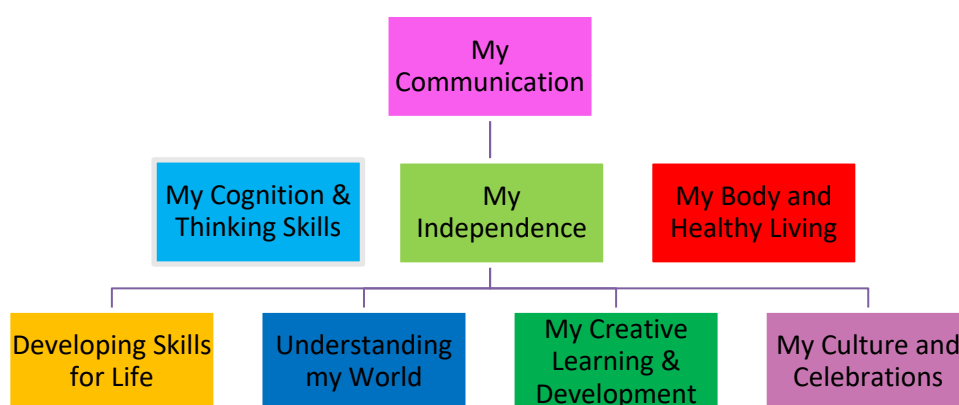 My
Communication
My Cognition &
Thinking Skills
My
Independence
My Body and
Healthy Living
Developing Skills
for Life
Understanding
my World
My Creative
Learning &
Development
My Culture and
Celebrations